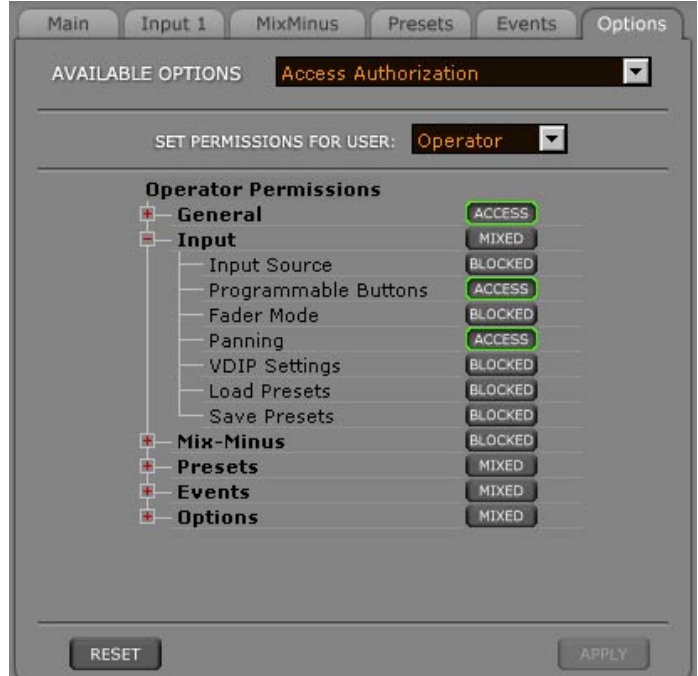 Main Input 1 MixMinus Presets Events Options
AVAILABLE OPTIONS Access Authorization
SET PERMISSIONS FOR USER: Operator
Operator Permissions
General ACCESS
Input MIXED
Input Source BLOCKED
Programmable Buttons ACCESS
Fader Mode BLOCKED
Panning ACCESS
VDIP Settings BLOCKED
Load Presets BLOCKED
Save Presets BLOCKED
Mix-Minus BLOCKED
Presets MIXED
Events MIXED
Options MIXED
RESET APPLY